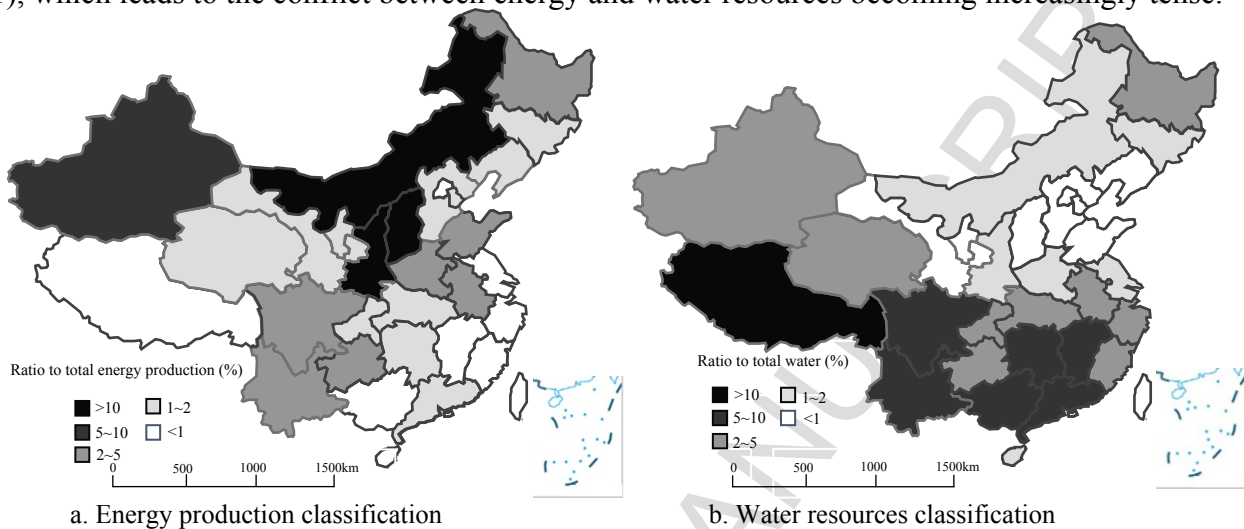 ), which leads to the conflict between energy and water resources becoming increasingly tense.
Ratio to total energy production (%)
>10 1~2
5~10 <1
2~5
0 500 1000 1500km
a. Energy production classification
Ratio to total water (%)
>10 1~2
5~10 <1
2~5
0 500 1000 1500km
b. Water resources classification
ANUSCRIP